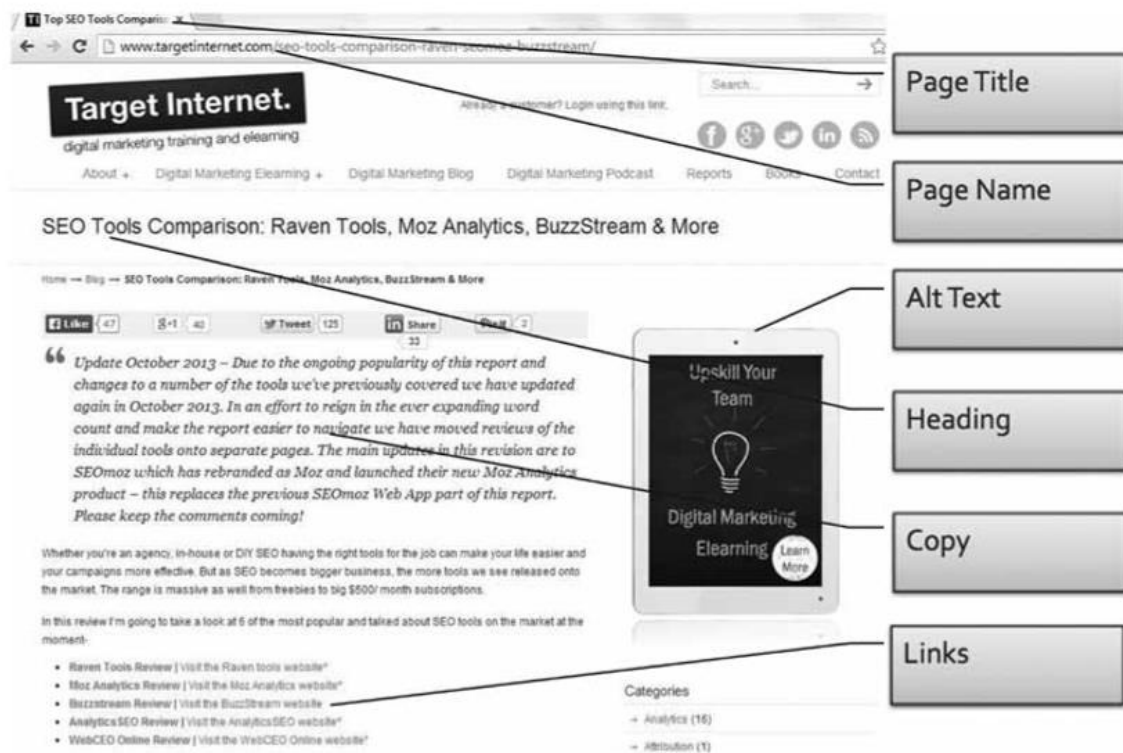 Top SEO Tools Comparis
www.targetinternet.com/seo-tools-comparison-raven-seomoz-buzzstream/
Page Title
Target Internet.
digital marketing training and elearning
Already a customer? Login using this link.
Search...
About + Digital Marketing Elearning + Digital Marketing Blog Digital Marketing Podcast Reports Books Contact
Page Name
SEO Tools Comparison: Raven Tools, Moz Analytics, BuzzStream & More
Home → Blog → SEO Tools Comparison: Raven Tools, Moz Analytics, BuzzStream & More
Alt Text
Like 47 g+1 40 Tweet 125 in Share 33 Pin it 2
“ Update October 2013 – Due to the ongoing popularity of this report and
changes to a number of the tools we've previously covered we have updated
again in October 2013. In an effort to reign in the ever expanding word
count and make the report easier to navigate we have moved reviews of the
individual tools onto separate pages. The main updates in this revision are to
SEOmoz which has rebranded as Moz and launched their new Moz Analytics
product – this replaces the previous SEOmoz Web App part of this report.
Please keep the comments coming!
Upskill Your
Team
Digital Marketing
Elearning
Learn
More
Heading
Copy
Whether you're an agency, in-house or DIY SEO having the right tools for the job can make your life easier and
your campaigns more effective. But as SEO becomes bigger business, the more tools we see released onto
the market. The range is massive as well from freebies to big $500/ month subscriptions.
In this review I'm going to take a look at 6 of the most popular and talked about SEO tools on the market at the
moment-
• Raven Tools Review | Visit the Raven tools website*
• Moz Analytics Review | Visit the Moz Analytics website*
• Buzzstream Review | Visit the BuzzStream website
• AnalyticsSEO Review | Visit the AnalyticsSEO website*
• WebCEO Online Review | Visit the WebCEO Online website*
Links
Categories
→ Analytics (16)
→ Attribution (1)